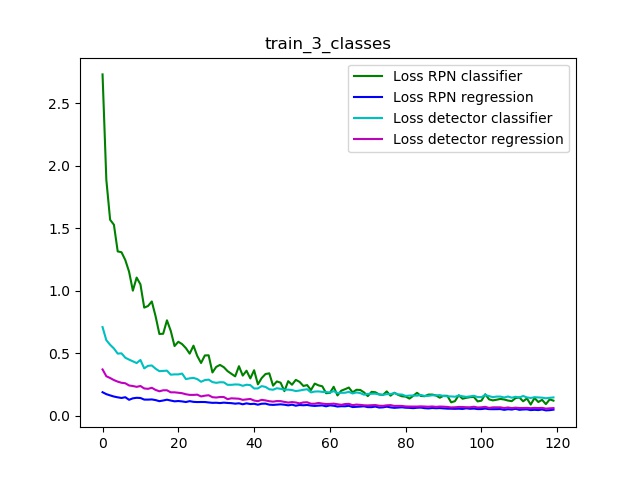 train_3_classes
Loss RPN classifier
Loss RPN regression
Loss detector classifier
Loss detector regression
2.5
2.0
1.5
1.0
0.5
0.0
0 20 40 60 80 100 120